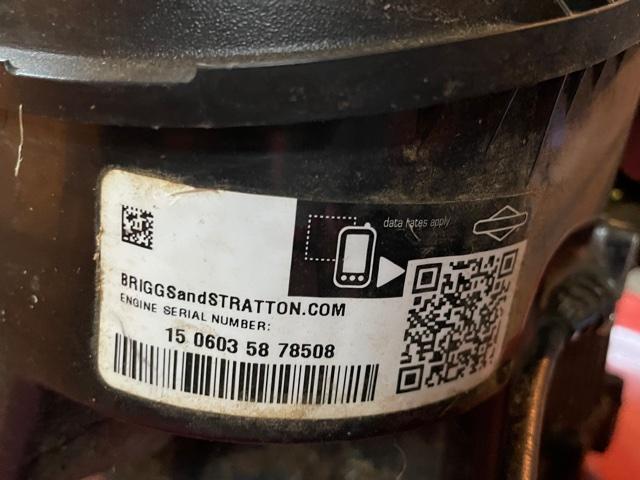 data rates apply
BRIGGSandSTRATTON.COM
ENGINE SERIAL NUMBER:
15 0603 58 78508